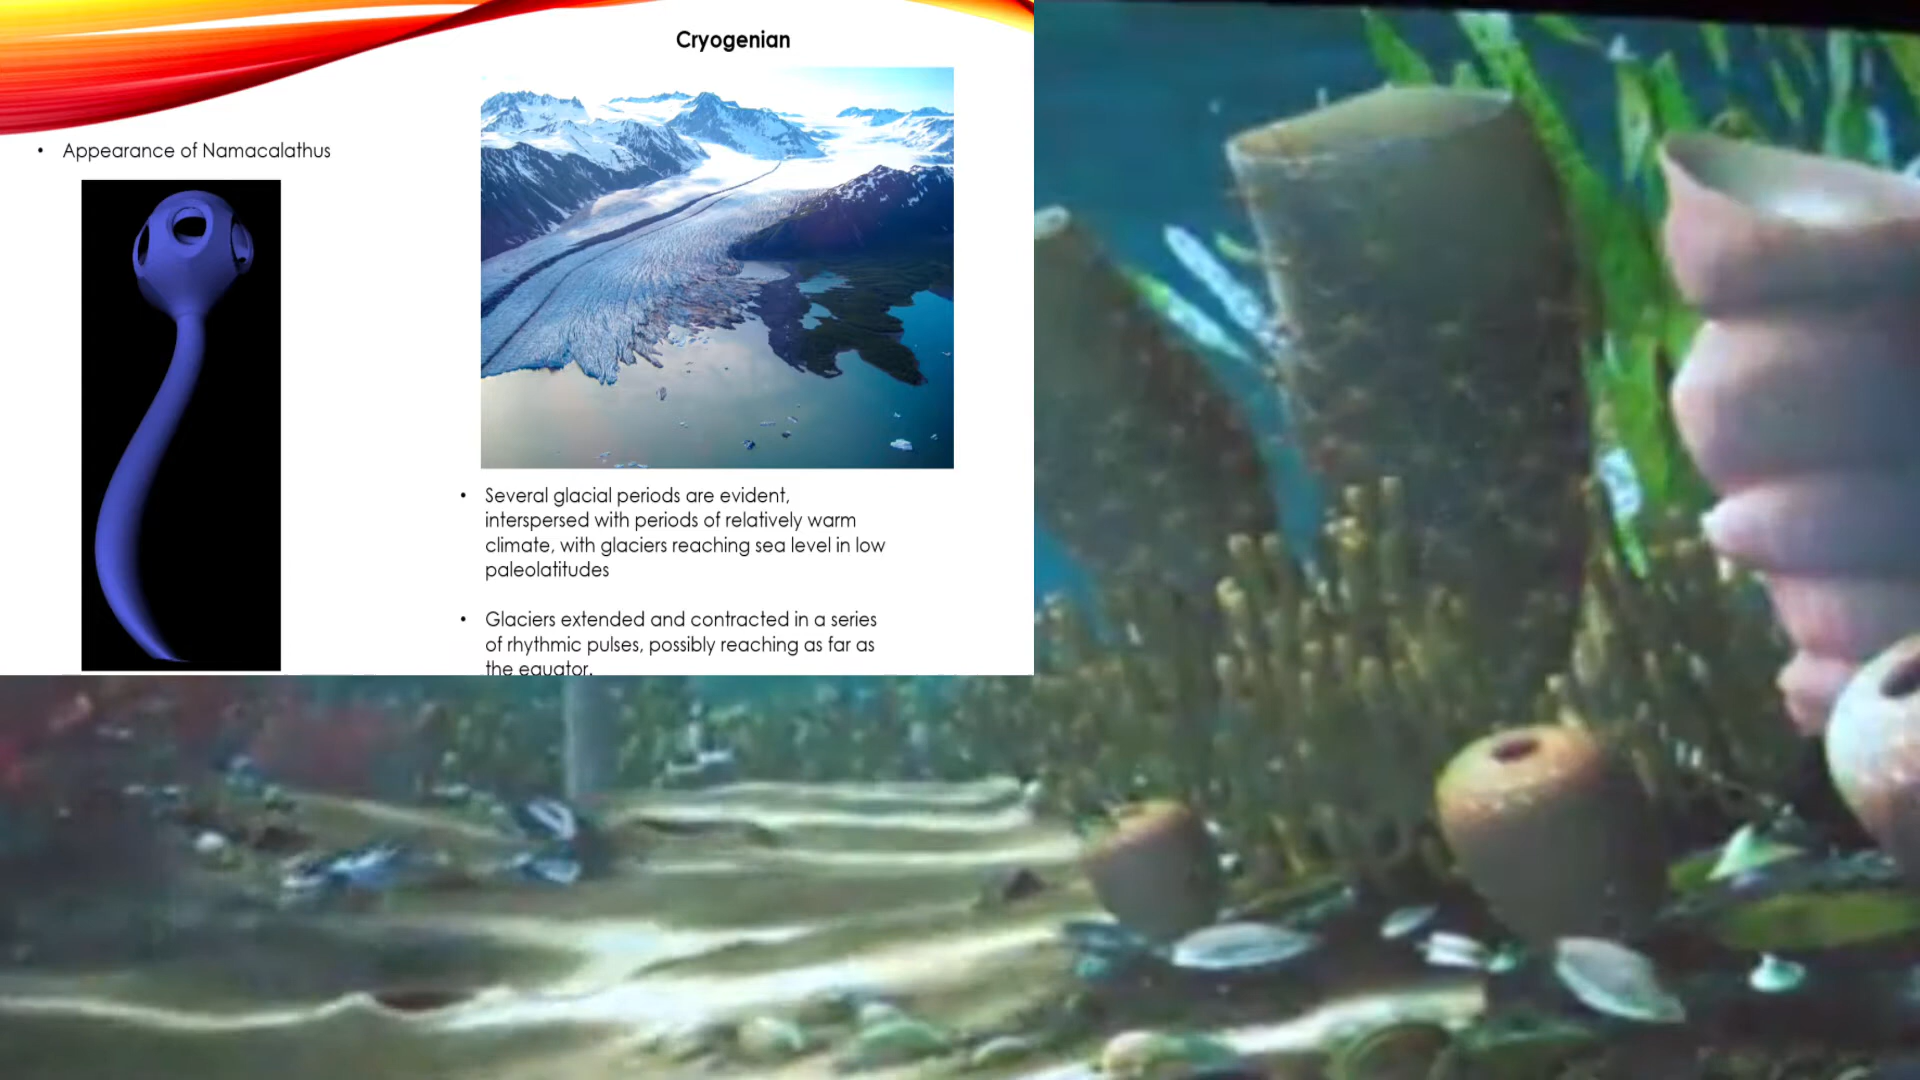 Cryogenian
• Appearance of Namacalathus
• Several glacial periods are evident,
interspersed with periods of relatively warm
climate, with glaciers reaching sea level in low
paleolatitudes
• Glaciers extended and contracted in a series
of rhythmic pulses, possibly reaching as far as
the equator.